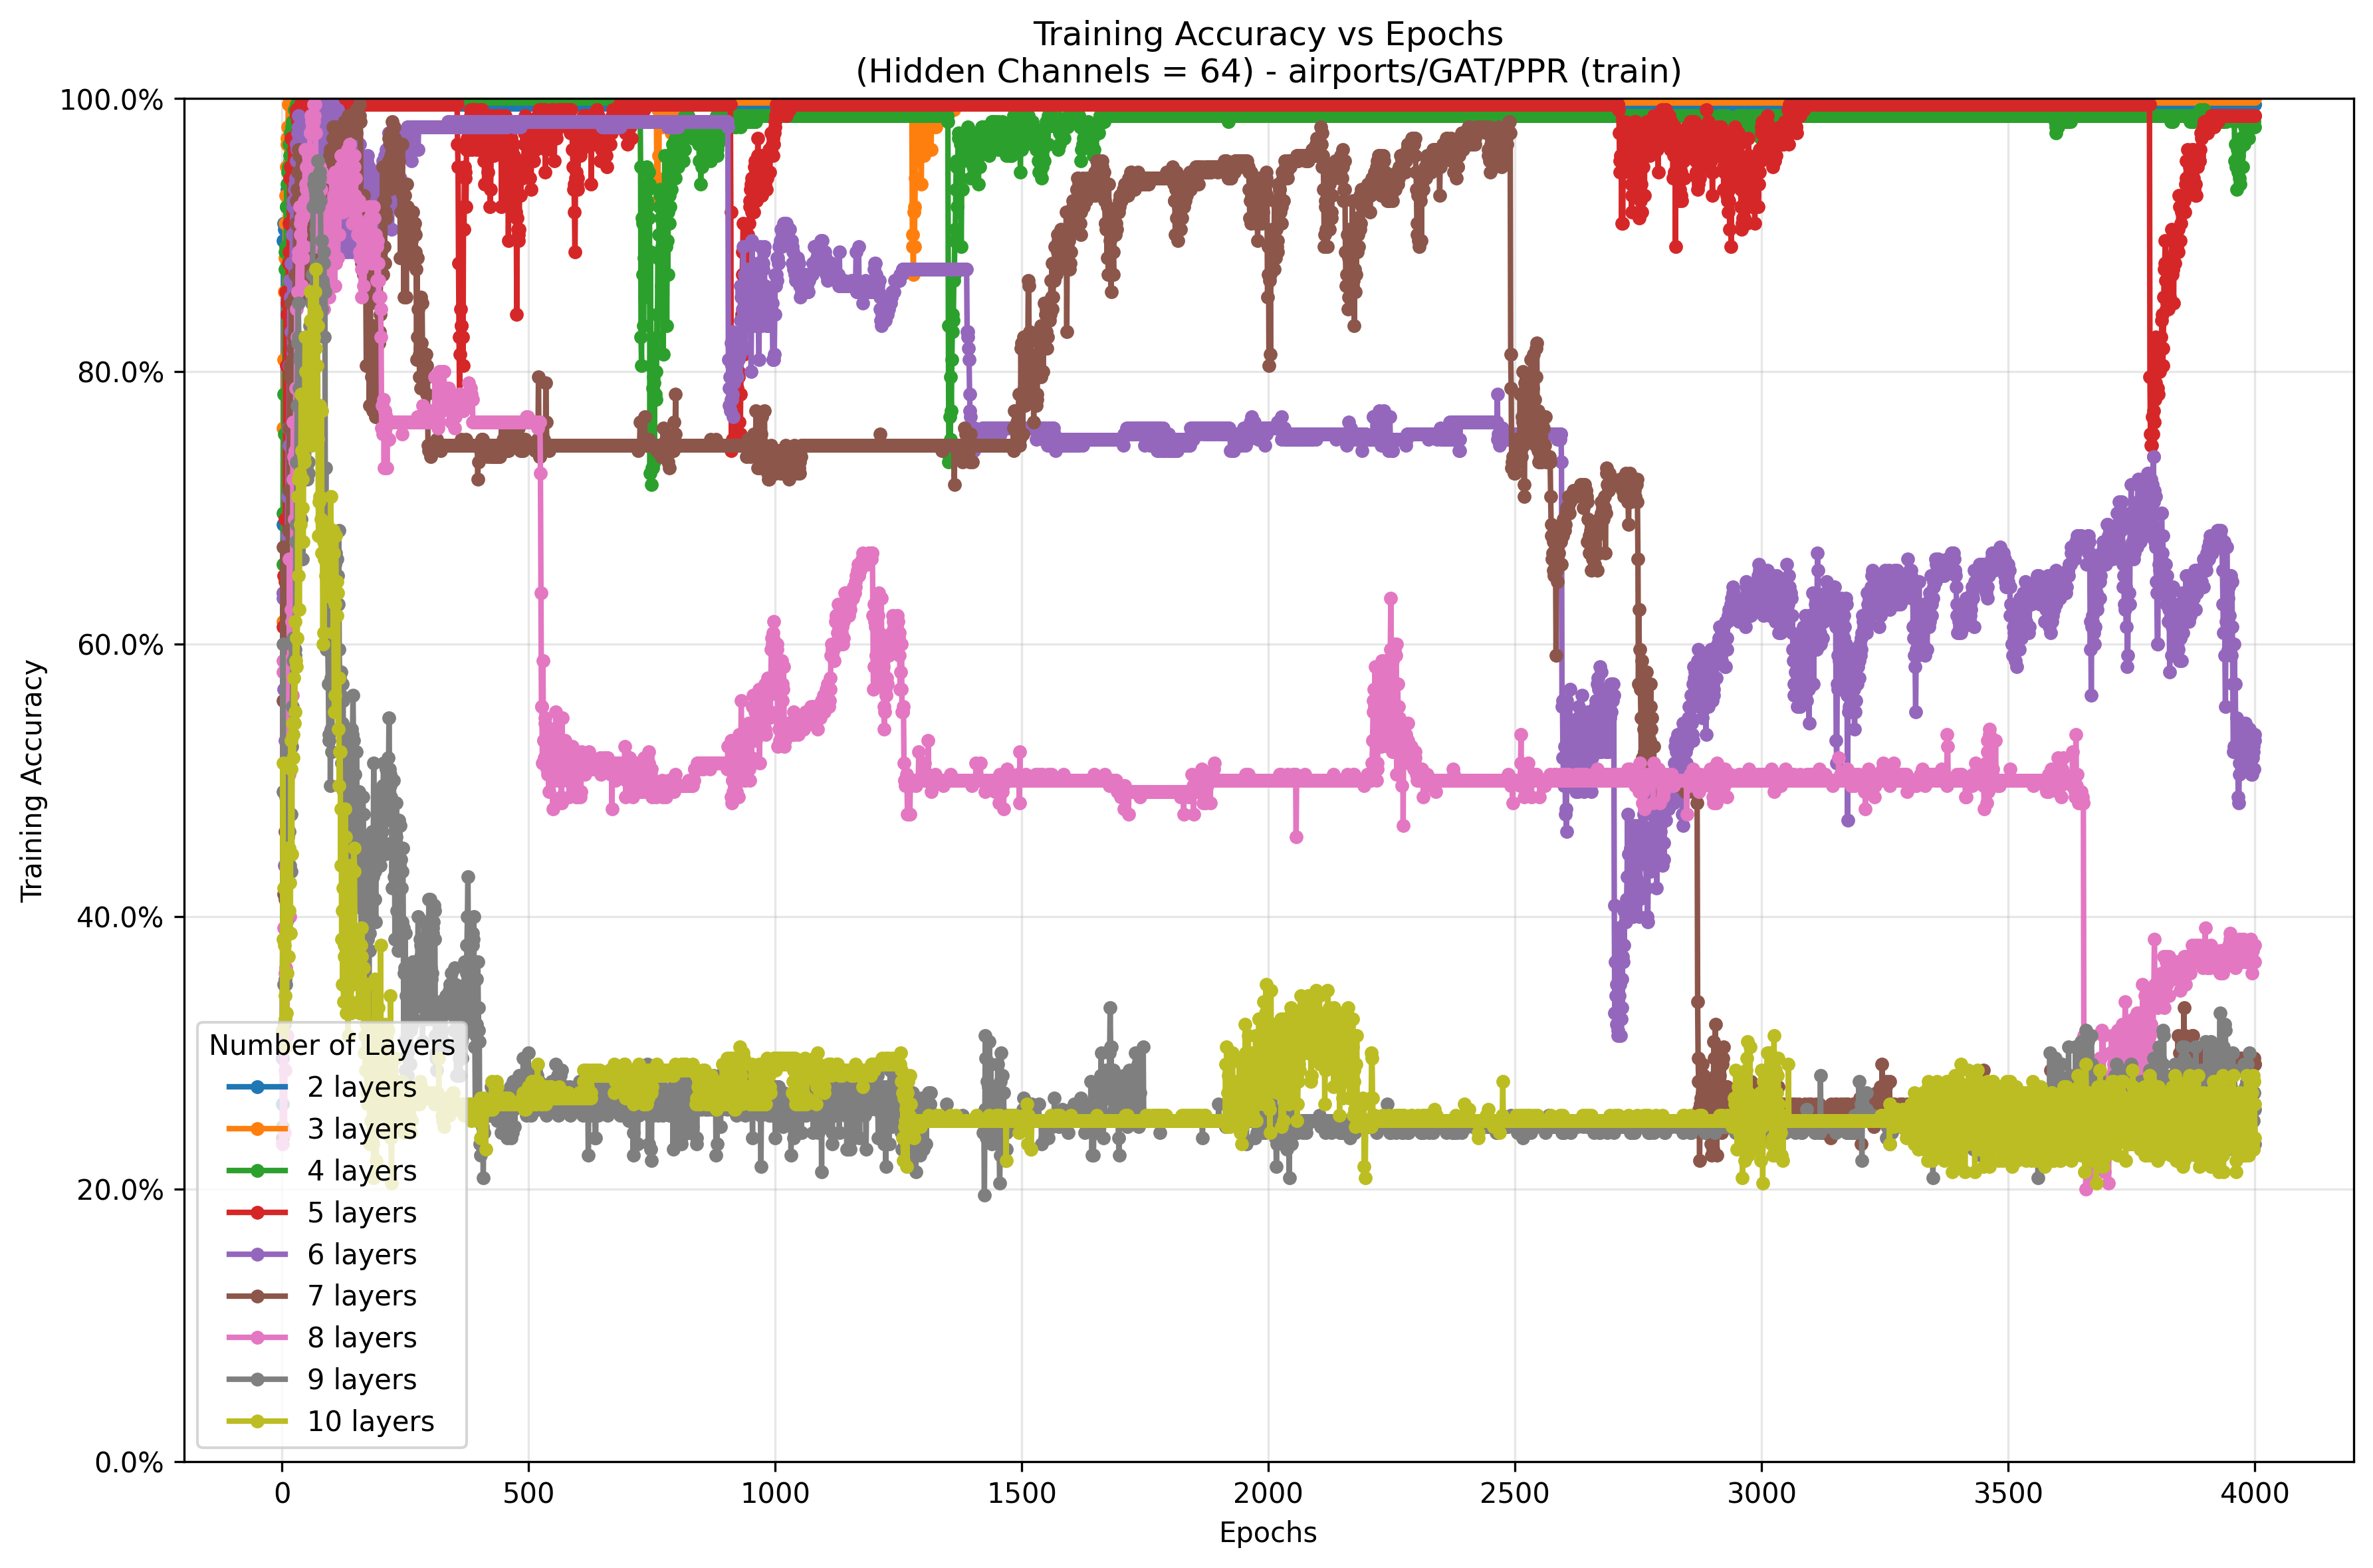 Training Accuracy vs Epochs
(Hidden Channels = 64) - airports/GAT/PPR (train)
100.0%
80.0%
60.0%
40.0%
20.0%
0.0%
Training Accuracy
Number of Layers
2 layers
3 layers
4 layers
5 layers
6 layers
7 layers
8 layers
9 layers
10 layers
0 500 1000 1500 2000 2500 3000 3500 4000
Epochs